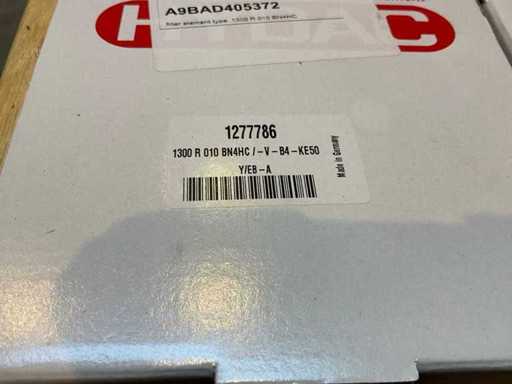 A9BAD405372
filter element type 1300 R 010 BN4HC
1277786
1300 R 010 BN4HC /-V-B4-KE50
Y/EB-A
Made in Germany